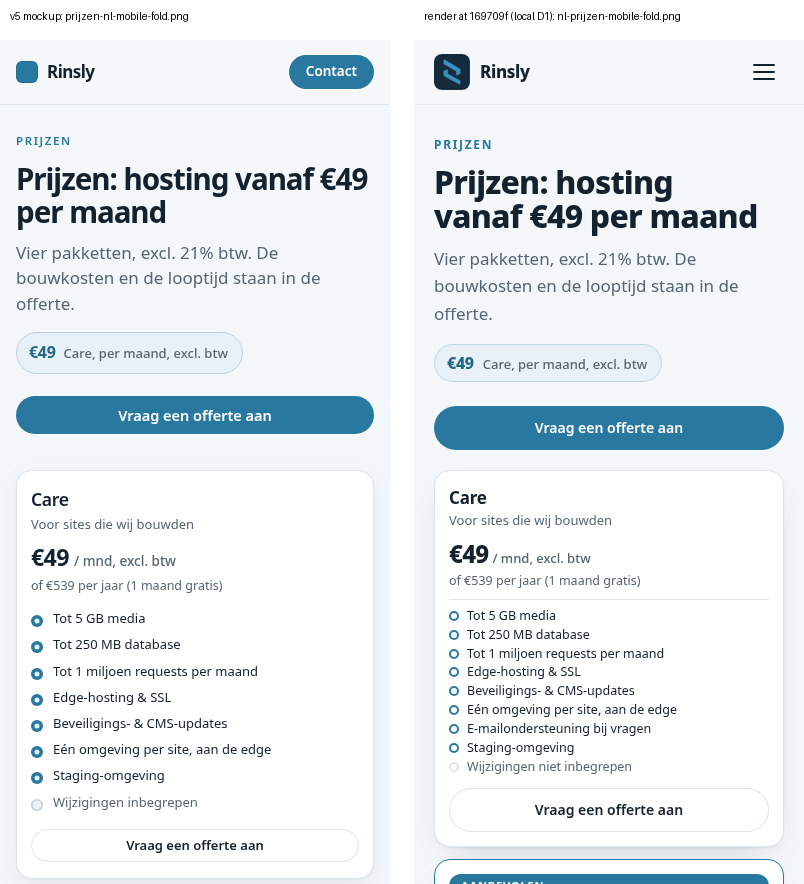 v5 mockup: prijzen-nl-mobile-fold.png
Rinsly
Contact
PRIJZEN
Prijzen: hosting vanaf €49
per maand
Vier pakketten, excl. 21% btw. De
bouwkosten en de looptijd staan in de
offerte.
€49 Care, per maand, excl. btw
Vraag een offerte aan
Care
Voor sites die wij bouwden
€49 / mnd, excl. btw
of €539 per jaar (1 maand gratis)
Tot 5 GB media
Tot 250 MB database
Tot 1 miljoen requests per maand
Edge-hosting & SSL
Beveiligings- & CMS-updates
Eén omgeving per site, aan de edge
Staging-omgeving
Wijzigingen inbegrepen
Vraag een offerte aan
render at 169709f (local D1): nl-prijzen-mobile-fold.png
Rinsly
PRIJZEN
Prijzen: hosting
vanaf €49 per maand
Vier pakketten, excl. 21% btw. De
bouwkosten en de looptijd staan in de
offerte.
€49 Care, per maand, excl. btw
Vraag een offerte aan
Care
Voor sites die wij bouwden
€49 / mnd, excl. btw
of €539 per jaar (1 maand gratis)
Tot 5 GB media
Tot 250 MB database
Tot 1 miljoen requests per maand
Edge-hosting & SSL
Beveiligings- & CMS-updates
Eén omgeving per site, aan de edge
E-mailondersteuning bij vragen
Staging-omgeving
Wijzigingen niet inbegrepen
Vraag een offerte aan
AANBEVOLEN